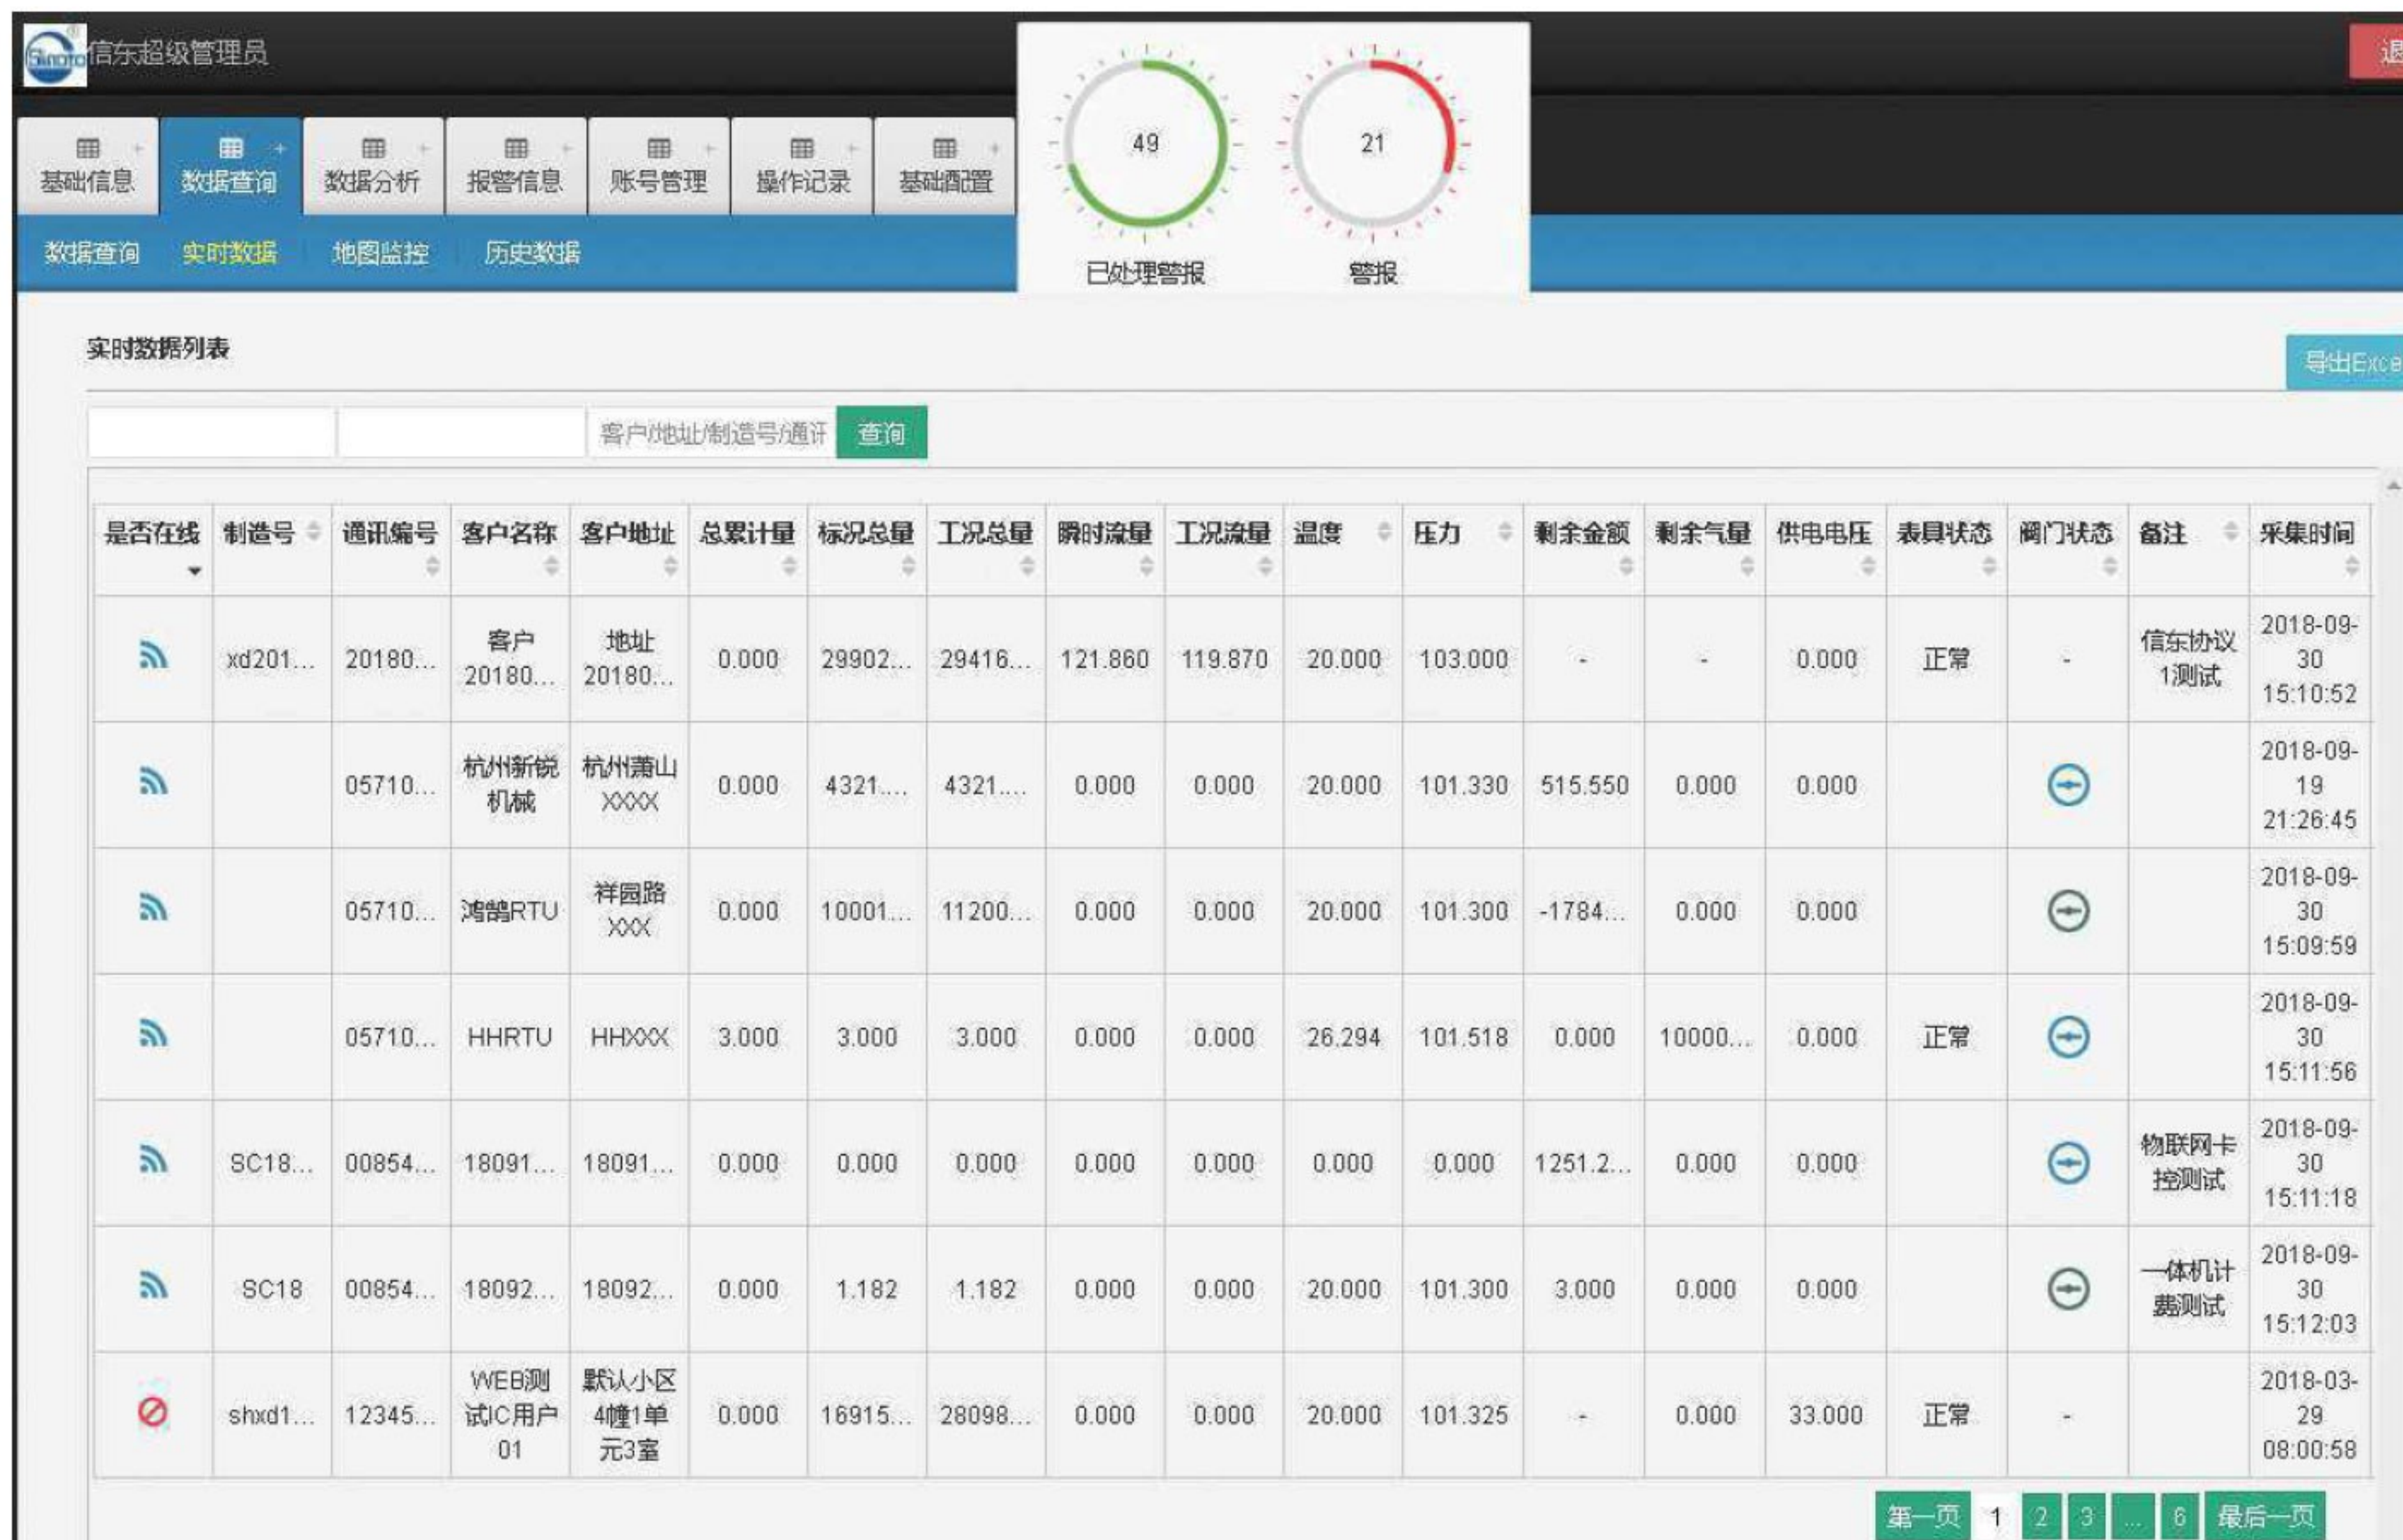 Sinoto
信东超级管理员
退
基础信息 数据查询 数据分析 报警信息 账号管理 操作记录 基础配置
49 21
已处理警报 警报
数据查询 实时数据 地图监控 历史数据
实时数据列表
导出Exce
客户/地址/制造号/通讯 查询
是否在线 制造号 通讯编号 客户名称 客户地址 总累计量 标况总量 工况总量 瞬时流量 工况流量 温度 压力 剩余金额 剩余气量 供电电压 表具状态 阀门状态 备注 采集时间
xd201... 20180... 客户20180... 地址20180... 0.000 29902... 29416... 121.860 119.870 20.000 103.000 - - 0.000 正常 - 信东协议1测试 2018-09-30 15:10:52
05710... 杭州新锐机械 杭州萧山XXXX 0.000 4321.... 4321.... 0.000 0.000 20.000 101.330 515.550 0.000 0.000 2018-09-19 21:26:45
05710... 鸿鹄RTU 祥园路XXX 0.000 10001... 11200... 0.000 0.000 20.000 101.300 -1784... 0.000 0.000 2018-09-30 15:09:59
05710... HHRTU HHXXX 3.000 3.000 3.000 0.000 0.000 26.294 101.518 0.000 10000... 0.000 正常 2018-09-30 15:11:56
SC18... 00854... 18091... 18091... 0.000 0.000 0.000 0.000 0.000 0.000 0.000 1251.2... 0.000 0.000 物联网卡控测试 2018-09-30 15:11:18
SC18 00854... 18092... 18092... 0.000 1.182 1.182 0.000 0.000 20.000 101.300 3.000 0.000 0.000 一体机计费测试 2018-09-30 15:12:03
shxd1... 12345... WEB测试IC用户01 默认小区4幢1单元3室 0.000 16915... 28098... 0.000 0.000 20.000 101.325 - 0.000 33.000 正常 - 2018-03-29 08:00:58
第一页 1 2 3 ... 6 最后一页